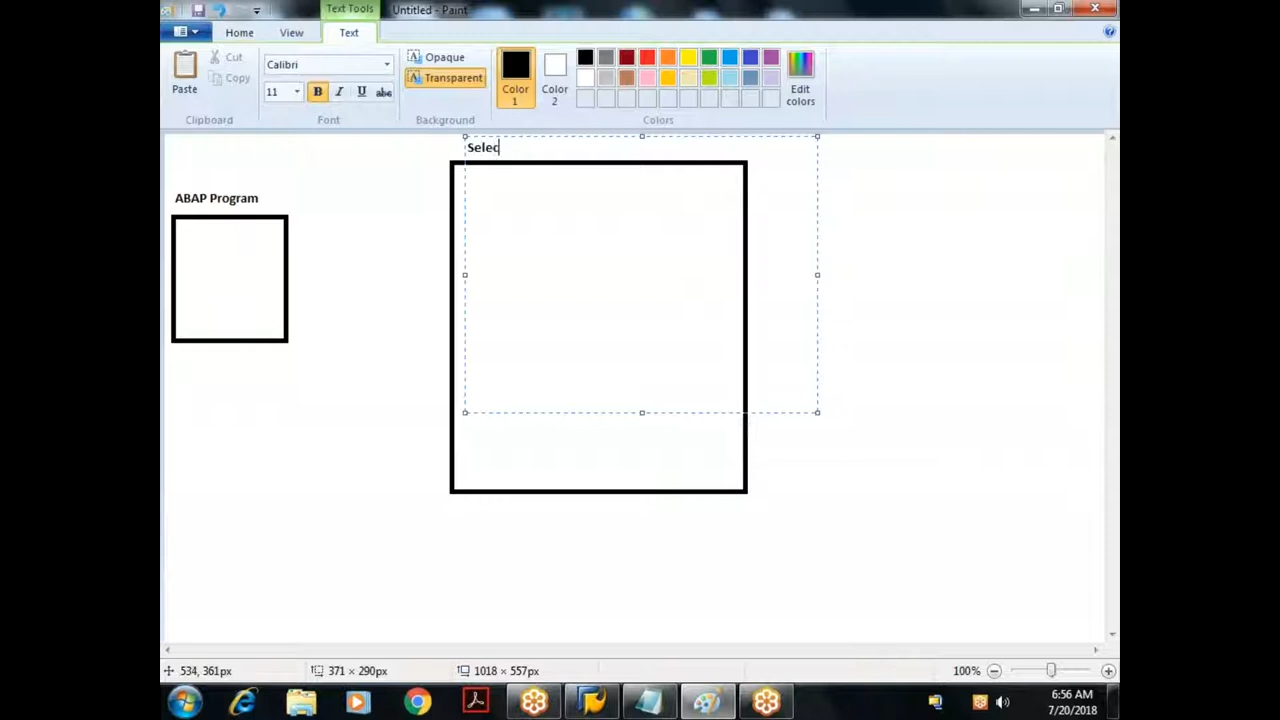 Text Tools
Untitled - Paint
Home
View
Text
Paste
Cut
Copy
Clipboard
Calibri
11
B
I
U
abc
Font
Opaque
Transparent
Background
Color 1
Color 2
Edit colors
Colors
Selec
ABAP Program
534, 361px
371 × 290px
1018 × 557px
100%
6:56 AM
7/20/2018